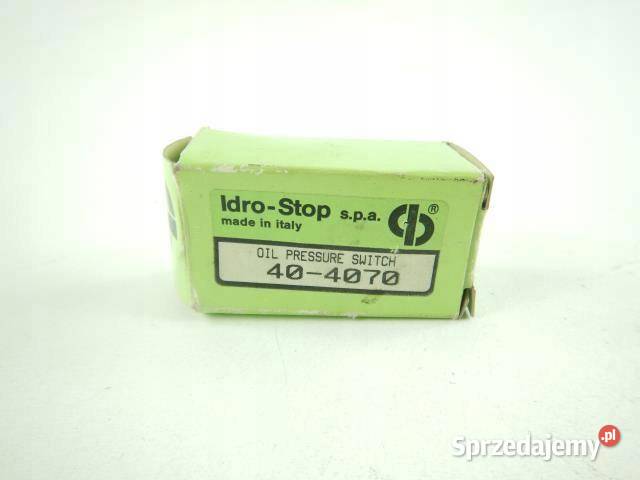 Idro-Stop s.p.a. ®
made in italy
OIL PRESSURE SWITCH
40-4070
Sprzedajemy.pl